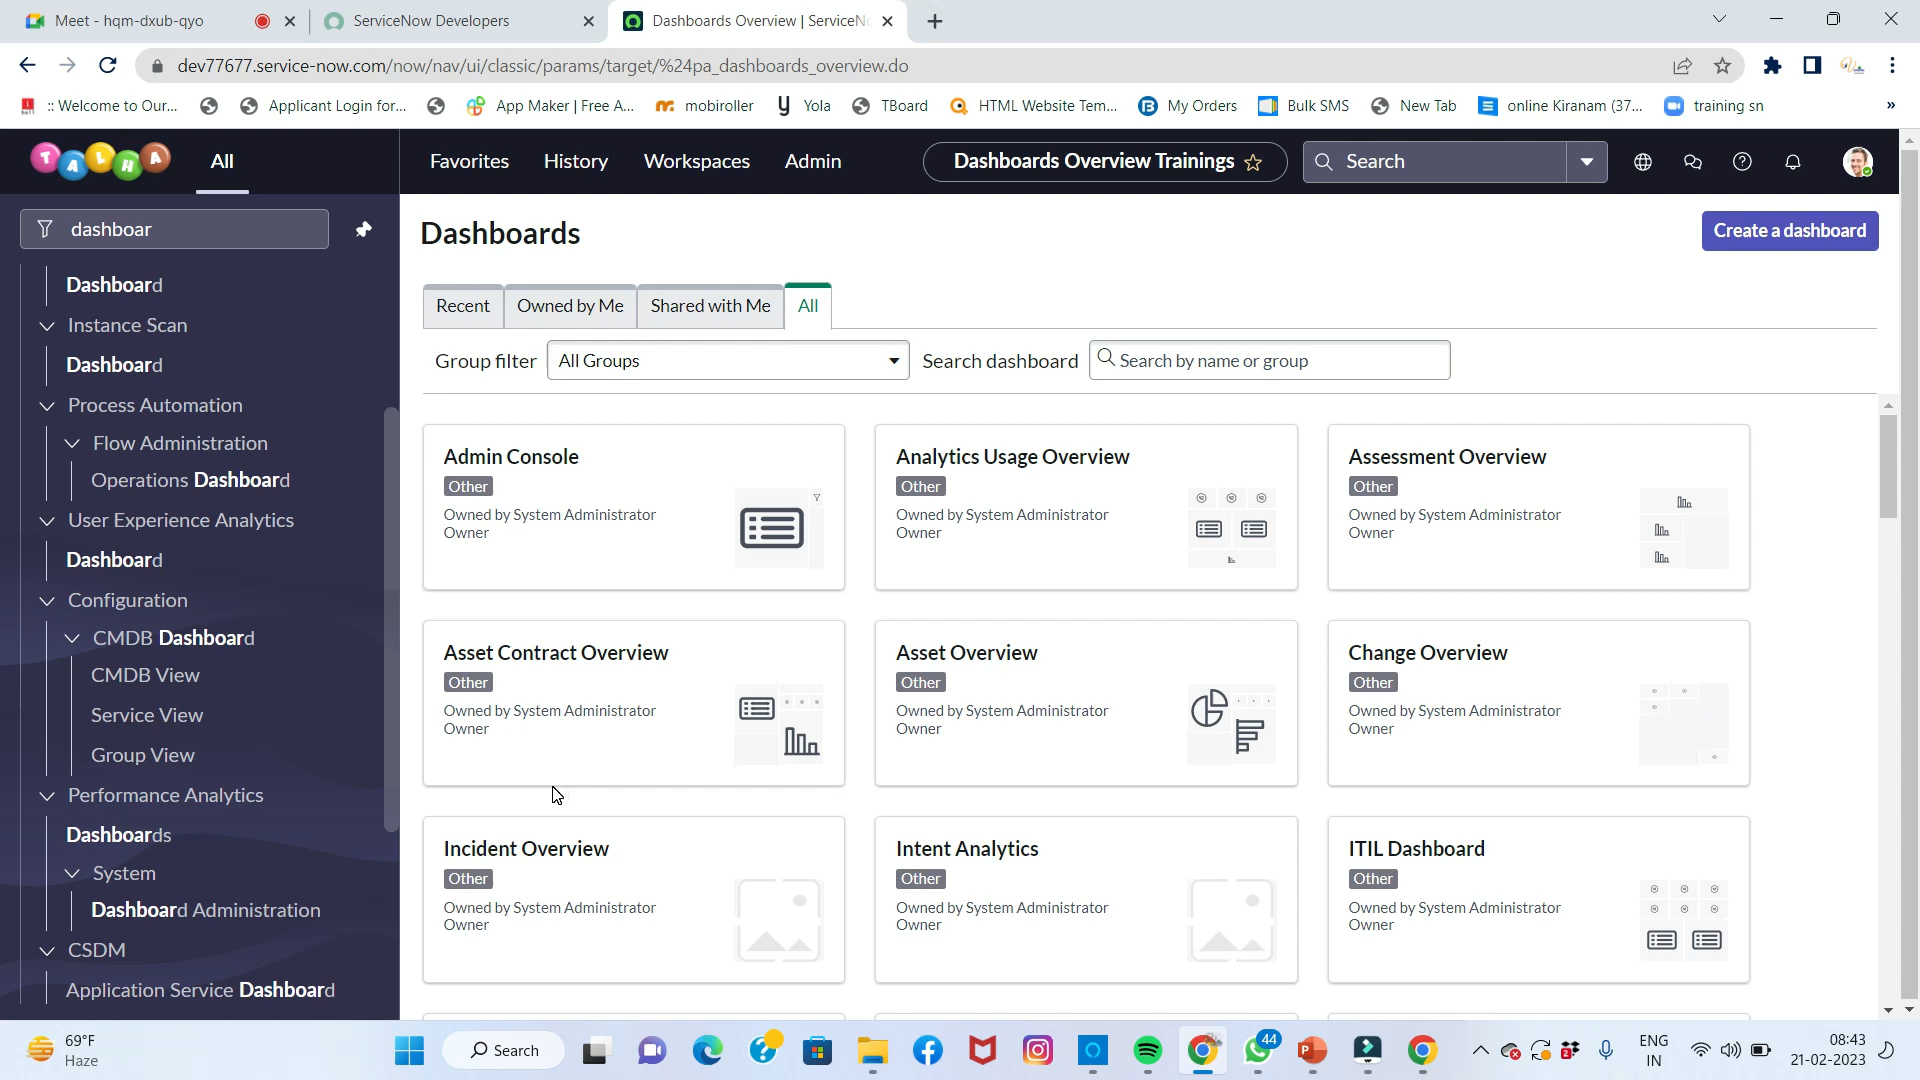 Meet - hqm-dxub-qyo
ServiceNow Developers
Dashboards Overview | ServiceN
dev77677.service-now.com/now/nav/ui/classic/params/target/%24pa_dashboards_overview.do
:: Welcome to Our...
Applicant Login for...
App Maker | Free A...
mobiroller
Yola
TBoard
HTML Website Tem...
My Orders
Bulk SMS
New Tab
online Kiranam (37...
training sn
»
TALHA
All
Favorites
History
Workspaces
Admin
Dashboards Overview Trainings
Search
dashboar
Dashboard
Instance Scan
Dashboard
Process Automation
Flow Administration
Operations Dashboard
User Experience Analytics
Dashboard
Configuration
CMDB Dashboard
CMDB View
Service View
Group View
Performance Analytics
Dashboards
System
Dashboard Administration
CSDM
Application Service Dashboard
Dashboards
Create a dashboard
Recent
Owned by Me
Shared with Me
All
Group filter
All Groups
Search dashboard
Search by name or group
Admin Console
Other
Owned by System Administrator
Owner
Analytics Usage Overview
Other
Owned by System Administrator
Owner
Assessment Overview
Other
Owned by System Administrator
Owner
Asset Contract Overview
Other
Owned by System Administrator
Owner
Asset Overview
Other
Owned by System Administrator
Owner
Change Overview
Other
Owned by System Administrator
Owner
Incident Overview
Other
Owned by System Administrator
Owner
Intent Analytics
Other
Owned by System Administrator
Owner
ITIL Dashboard
Other
Owned by System Administrator
Owner
69°F
Haze
Search
44
ENG
IN
08:43
21-02-2023